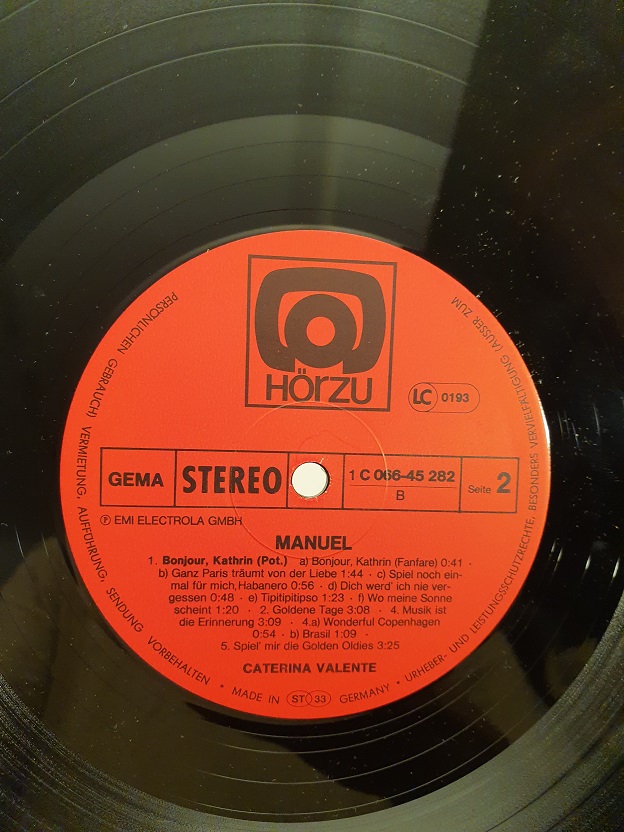 HÖRZU
LC 0193
GEMA STEREO 1 C 066-45 282 Seite 2
B
Ⓟ EMI ELECTROLA GMBH
MANUEL
1. Bonjour, Kathrin (Pot.) a) Bonjour, Kathrin (Fanfare) 0:41 ·
b) Ganz Paris träumt von der Liebe 1:44 · c) Spiel noch ein-
mal für mich, Habanero 0:56 · d) Dich werd' ich nie ver-
gessen 0:48 · e) Tipitipitipso 1:23 · f) Wo meine Sonne
scheint 1:20 · 2. Goldene Tage 3:08 · 4. Musik ist
die Erinnerung 3:09 · 4.a) Wonderful Copenhagen
0:54 · b) Brasil 1:09 ·
5. Spiel' mir die Golden Oldies 3:25
CATERINA VALENTE
· MADE IN ST 33 GERMANY · URHEBER- UND LEISTUNGSSCHUTZRECHTE, BESONDERS VERVIELFÄLTIGUNG (AUSSER ZUM PERSÖNLICHEN GEBRAUCH) VERMIETUNG, AUFFÜHRUNG, SENDUNG VORBEHALTEN